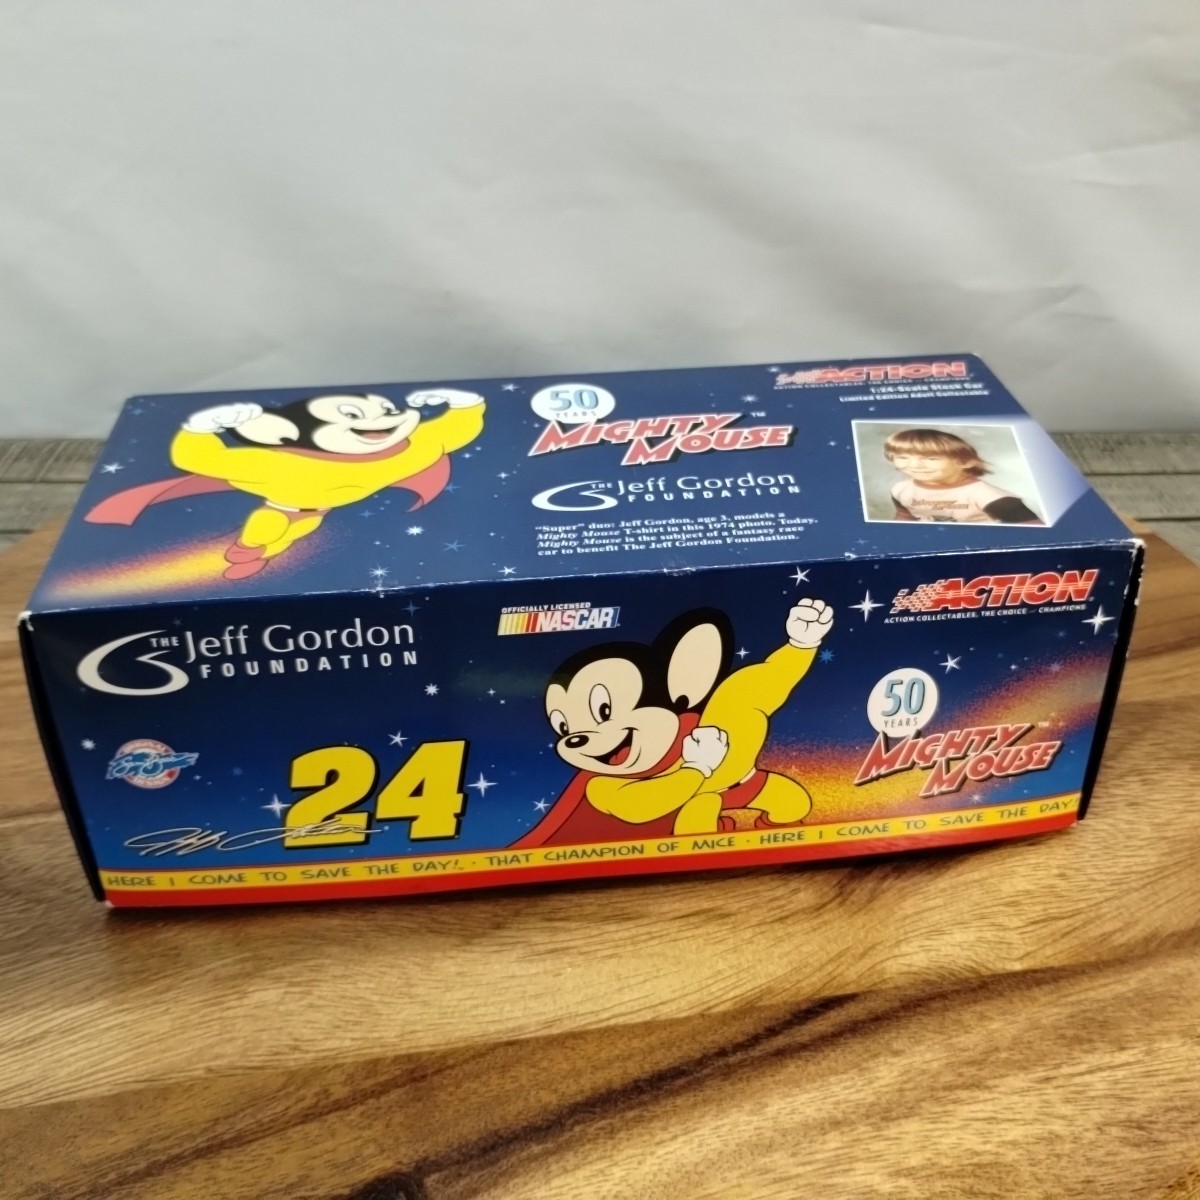 ACTION
ACTION COLLECTABLES. THE CHOICE OF CHAMPIONS
1:24-Scale Stock Car
Limited Edition Adult Collectable
50
YEARS
MIGHTY MOUSE™
THE Jeff Gordon
FOUNDATION
"Super" duo: Jeff Gordon, age 3, models a
Mighty Mouse T-shirt in this 1974 photo. Today,
Mighty Mouse is the subject of a fantasy race
car to benefit The Jeff Gordon Foundation.
THE Jeff Gordon
FOUNDATION
OFFICIALLY LICENSED
NASCAR
ACTION
ACTION COLLECTABLES. THE CHOICE OF CHAMPIONS
50
YEARS
MIGHTY MOUSE™
24
HERE I COME TO SAVE THE DAY!™ · THAT CHAMPION OF MICE · HERE I COME TO SAVE THE DAY!